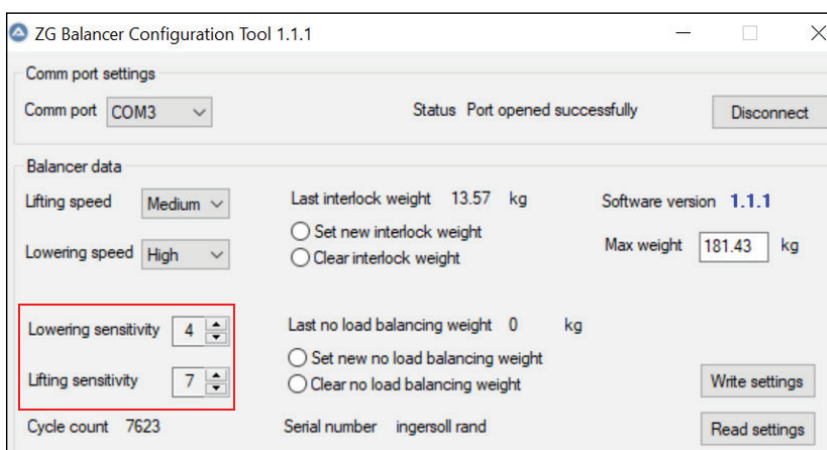 ZG Balancer Configuration Tool 1.1.1
Comm port settings
Comm port COM3 Status Port opened successfully Disconnect
Balancer data
Lifting speed Medium Last interlock weight 13.57 kg Software version 1.1.1
Set new interlock weight
Lowering speed High Clear interlock weight Max weight 181.43 kg
Lowering sensitivity 4 Last no load balancing weight 0 kg
Set new no load balancing weight
Lifting sensitivity 7 Clear no load balancing weight Write settings
Cycle count 7623 Serial number ingersoll rand Read settings